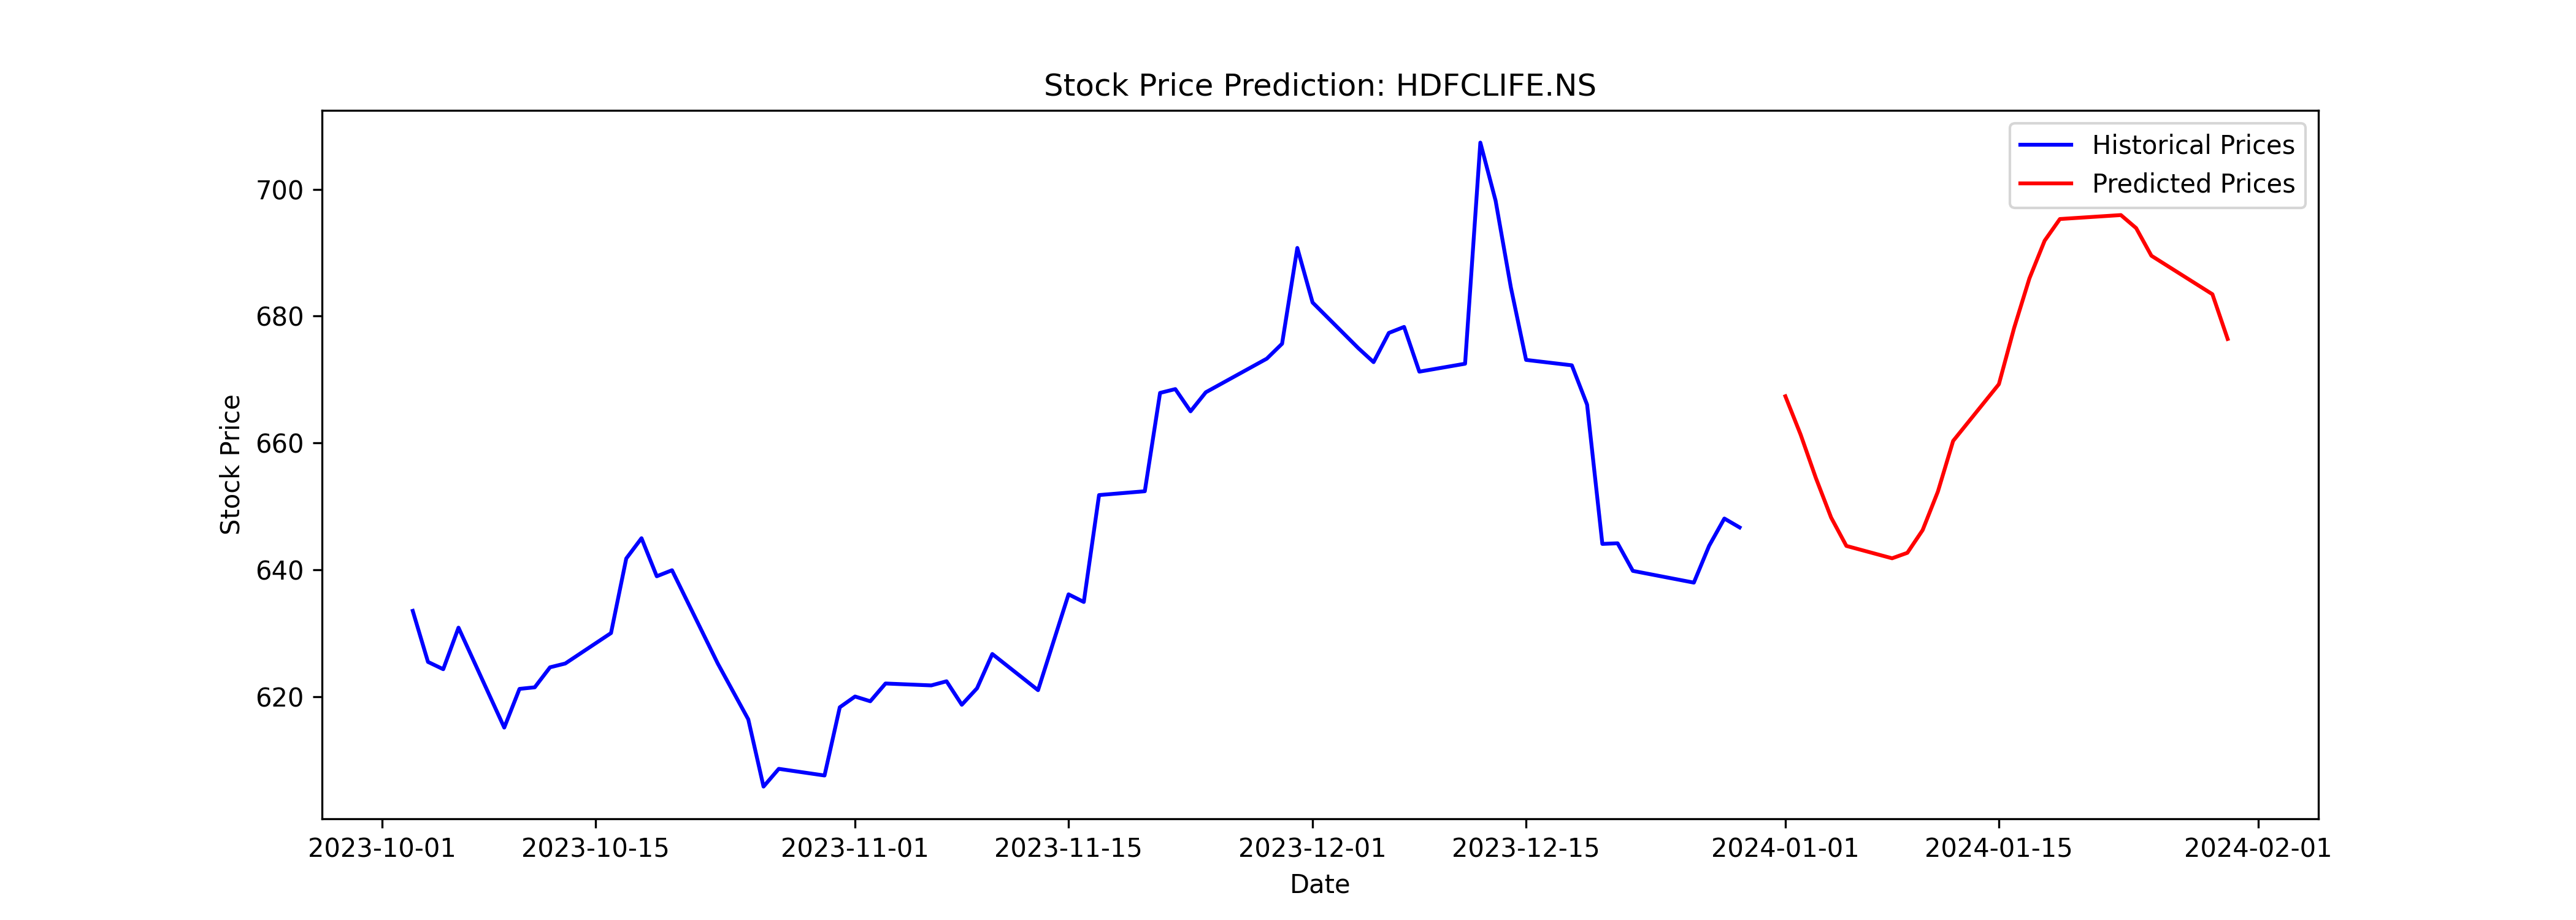 Stock Price Prediction: HDFCLIFE.NS
Historical Prices
Predicted Prices
Stock Price
700
680
660
640
620
2023-10-01 2023-10-15 2023-11-01 2023-11-15 2023-12-01 2023-12-15 2024-01-01 2024-01-15 2024-02-01
Date